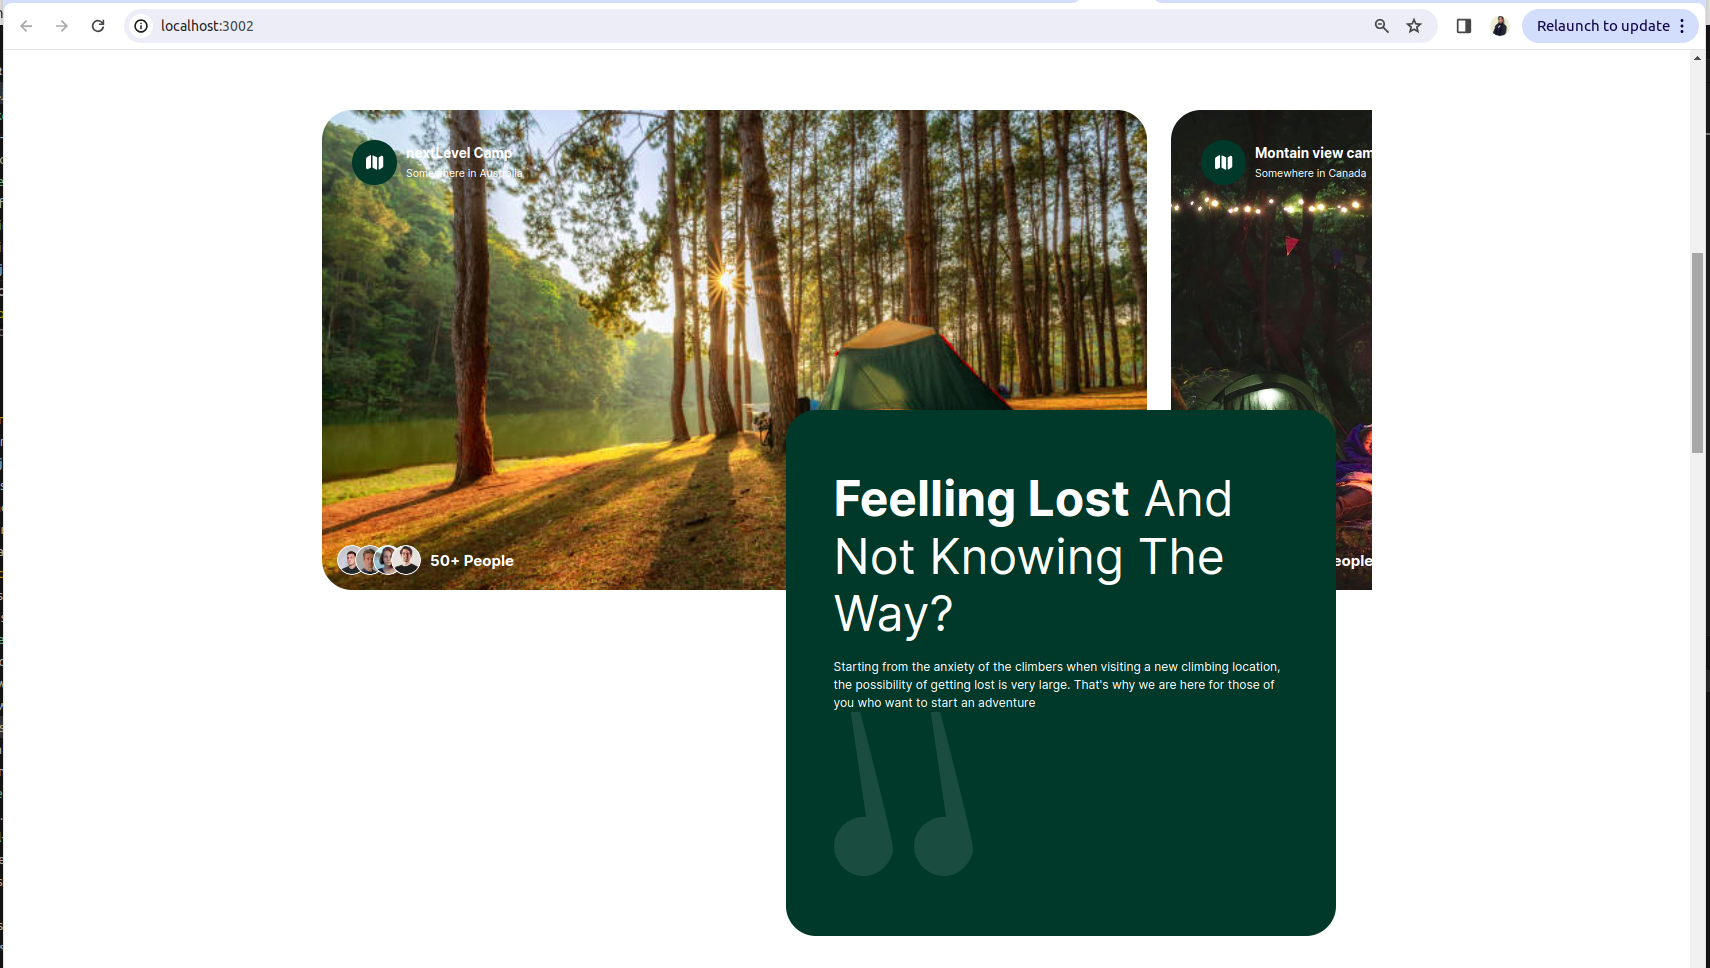 localhost:3002
Relaunch to update
nextLevel Camp
Somewhere in Australia
Montain view cam
Somewhere in Canada
50+ People
eople
Feelling Lost And
Not Knowing The
Way?
Starting from the anxiety of the climbers when visiting a new climbing location,
the possibility of getting lost is very large. That's why we are here for those of
you who want to start an adventure